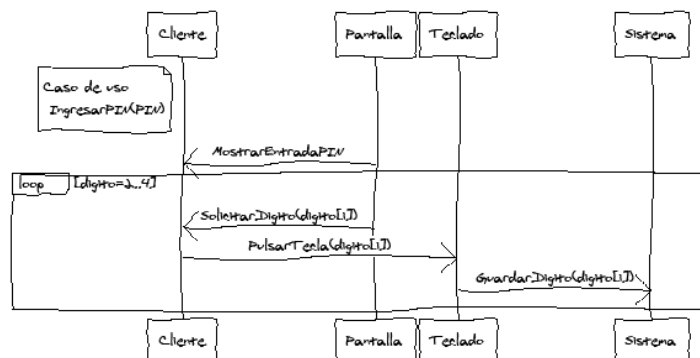 Cliente
Pantalla
Teclado
Sistema
Caso de uso
IngresarPIN(PIN)
MostrarEntradaPIN
loop
[digito=1..4]
SolicitarDigito(digito[i])
PulsarTecla(digito[i])
GuardarDigito(digito[i])
Cliente
Pantalla
Teclado
Sistema